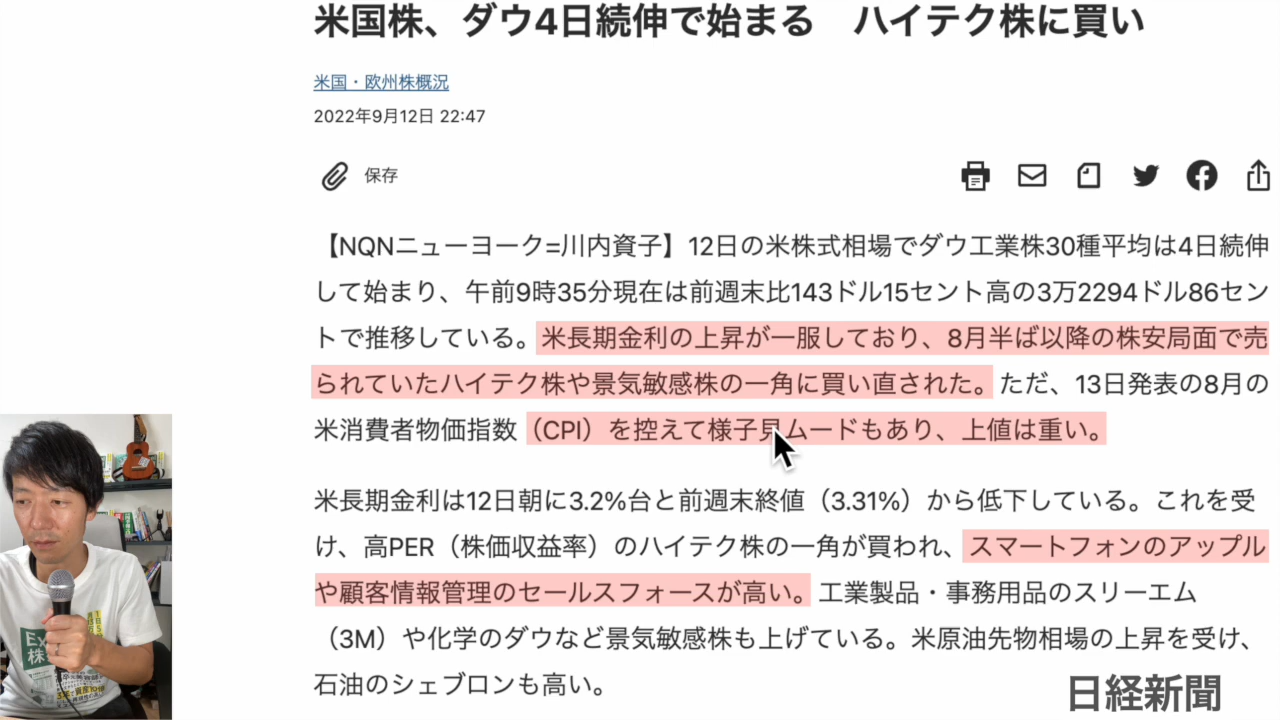 米国株、ダウ4日続伸で始まる　ハイテク株に買い
米国・欧州株概況
2022年9月12日 22:47
保存
【NQNニューヨーク=川内資子】12日の米株式相場でダウ工業株30種平均は4日続伸
して始まり、午前9時35分現在は前週末比143ドル15セント高の3万2294ドル86セン
トで推移している。米長期金利の上昇が一服しており、8月半ば以降の株安局面で売
られていたハイテク株や景気敏感株の一角に買い直された。ただ、13日発表の8月の
米消費者物価指数（CPI）を控えて様子見ムードもあり、上値は重い。
米長期金利は12日朝に3.2%台と前週末終値（3.31%）から低下している。これを受
け、高PER（株価収益率）のハイテク株の一角が買われ、スマートフォンのアップル
や顧客情報管理のセールスフォースが高い。工業製品・事務用品のスリーエム
（3M）や化学のダウなど景気敏感株も上げている。米原油先物相場の上昇を受け、
石油のシェブロンも高い。
日経新聞